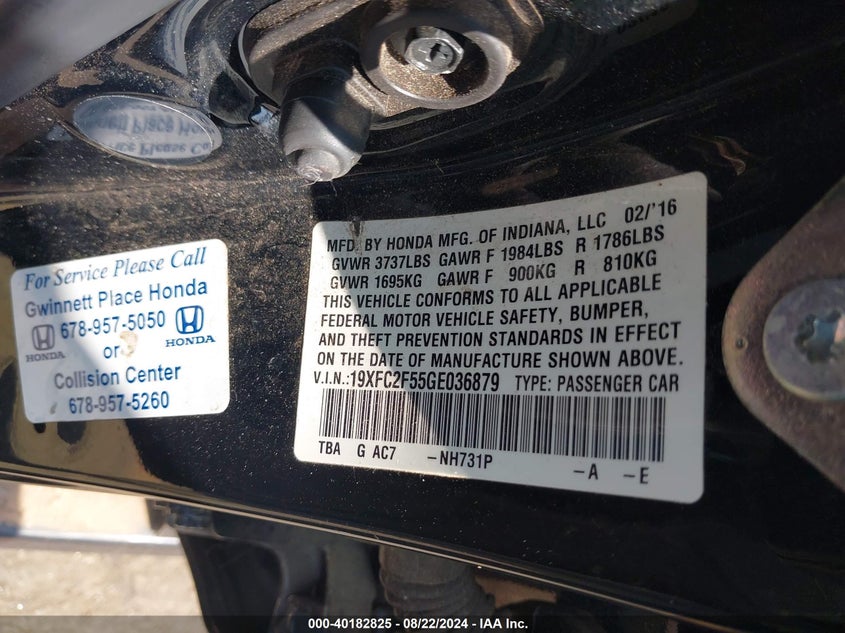 For Service Please Call
Gwinnett Place Honda
678-957-5050
HONDA
HONDA
or
Collision Center
678-957-5260
MFD. BY HONDA MFG. OF INDIANA, LLC 02/'16
GVWR 3737LBS GAWR F 1984LBS R 1786LBS
GVWR 1695KG GAWR F 900KG R 810KG
THIS VEHICLE CONFORMS TO ALL APPLICABLE
FEDERAL MOTOR VEHICLE SAFETY, BUMPER,
AND THEFT PREVENTION STANDARDS IN EFFECT
ON THE DATE OF MANUFACTURE SHOWN ABOVE.
V.I.N.:19XFC2F55GE036879 TYPE: PASSENGER CAR
TBA G AC7 -NH731P -A -E
000-40182825 - 08/22/2024 - IAA, Inc.